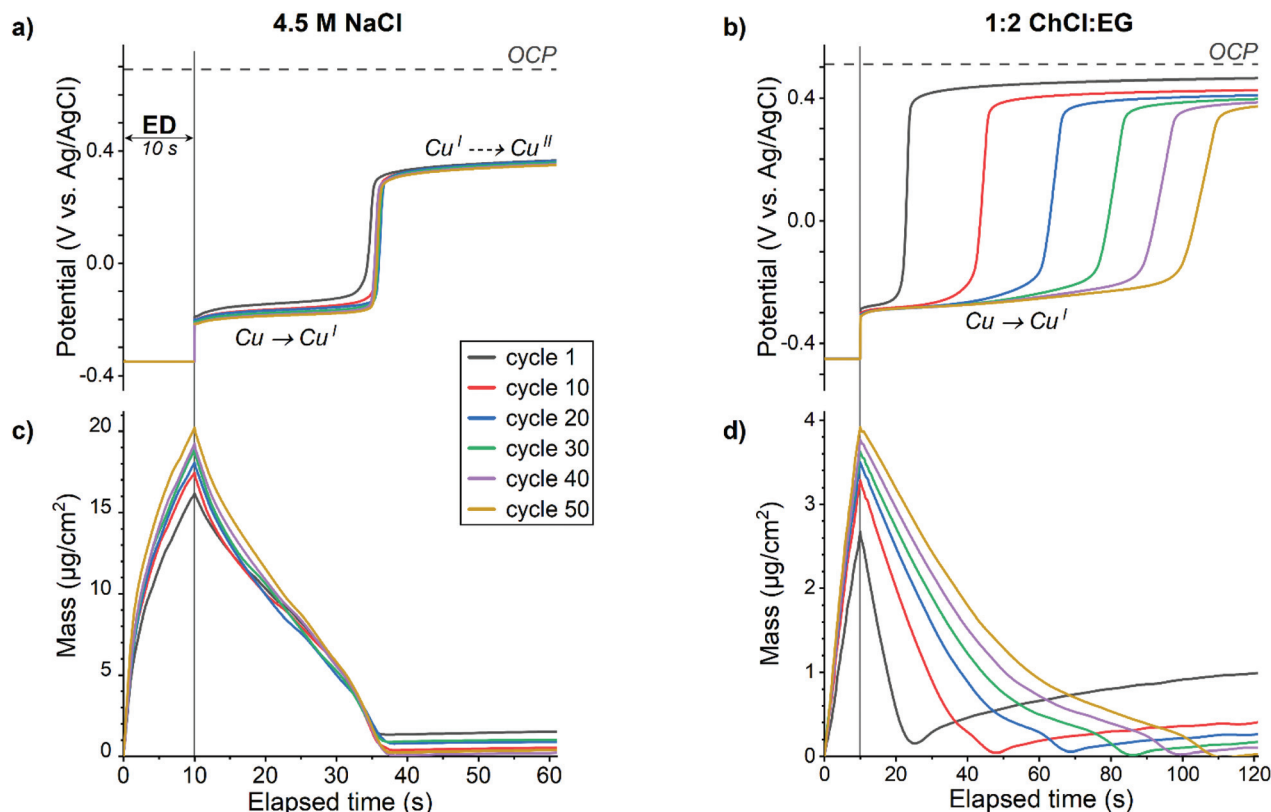 4.5 M NaCl
1:2 ChCl:EG
a)
b)
OCP
OCP
ED
10 s
Cu^I ----> Cu^II
Cu → Cu^I
Cu → Cu^I
Potential (V vs. Ag/AgCl)
0.4
0.0
-0.4
Potential (V vs. Ag/AgCl)
0.4
0.0
-0.4
cycle 1
cycle 10
cycle 20
cycle 30
cycle 40
cycle 50
c)
d)
Mass (µg/cm²)
20
15
10
5
0
Mass (µg/cm²)
4
3
2
1
0
0 10 20 30 40 50 60
0 20 40 60 80 100 120
Elapsed time (s)
Elapsed time (s)